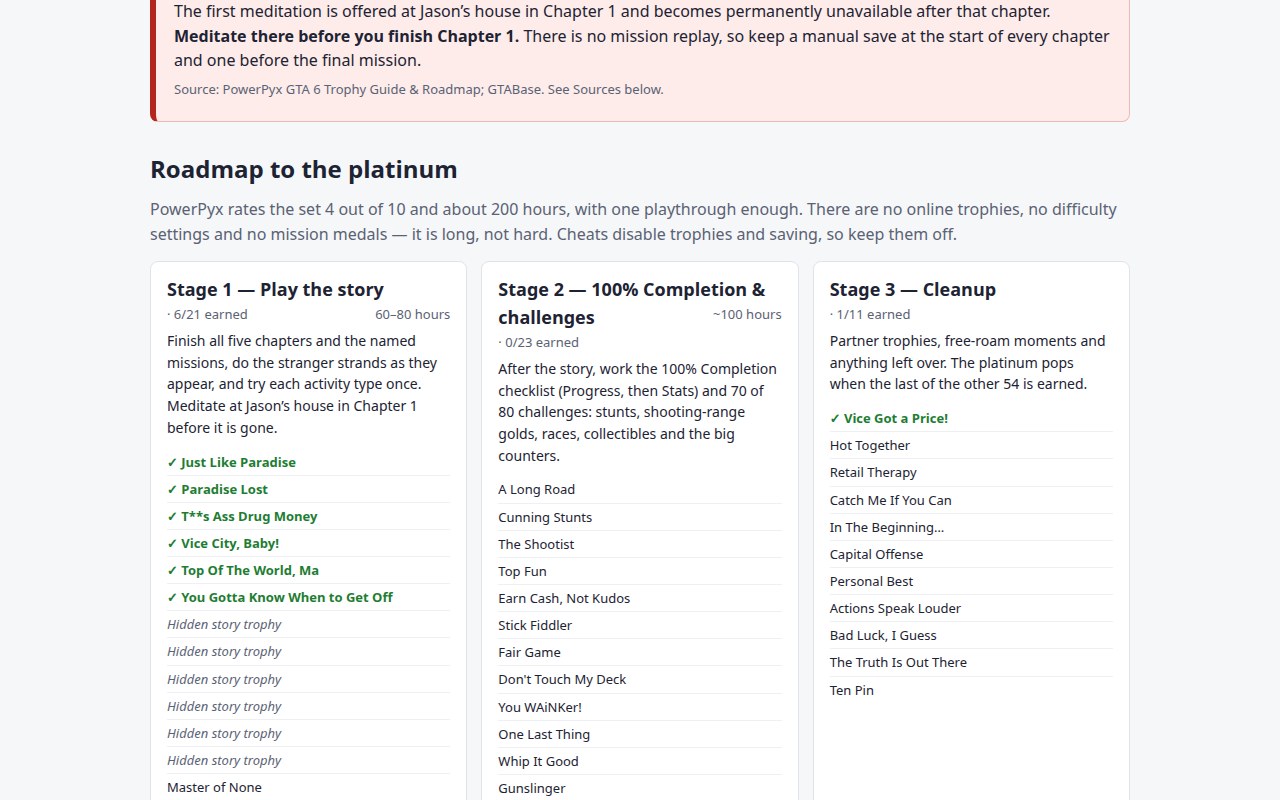 The first meditation is offered at Jason’s house in Chapter 1 and becomes permanently unavailable after that chapter.
Meditate there before you finish Chapter 1. There is no mission replay, so keep a manual save at the start of every chapter
and one before the final mission.
Source: PowerPyx GTA 6 Trophy Guide & Roadmap; GTABase. See Sources below.
Roadmap to the platinum
PowerPyx rates the set 4 out of 10 and about 200 hours, with one playthrough enough. There are no online trophies, no difficulty
settings and no mission medals — it is long, not hard. Cheats disable trophies and saving, so keep them off.
Stage 1 — Play the story
· 6/21 earned 60–80 hours
Finish all five chapters and the named
missions, do the stranger strands as they
appear, and try each activity type once.
Meditate at Jason’s house in Chapter 1
before it is gone.
✓ Just Like Paradise
✓ Paradise Lost
✓ T**s Ass Drug Money
✓ Vice City, Baby!
✓ Top Of The World, Ma
✓ You Gotta Know When to Get Off
Hidden story trophy
Hidden story trophy
Hidden story trophy
Hidden story trophy
Hidden story trophy
Hidden story trophy
Master of None
Stage 2 — 100% Completion &
challenges ~100 hours
· 0/23 earned
After the story, work the 100% Completion
checklist (Progress, then Stats) and 70 of
80 challenges: stunts, shooting-range
golds, races, collectibles and the big
counters.
A Long Road
Cunning Stunts
The Shootist
Top Fun
Earn Cash, Not Kudos
Stick Fiddler
Fair Game
Don't Touch My Deck
You WAiNKer!
One Last Thing
Whip It Good
Gunslinger
Stage 3 — Cleanup
· 1/11 earned
Partner trophies, free-roam moments and
anything left over. The platinum pops
when the last of the other 54 is earned.
✓ Vice Got a Price!
Hot Together
Retail Therapy
Catch Me If You Can
In The Beginning...
Capital Offense
Personal Best
Actions Speak Louder
Bad Luck, I Guess
The Truth Is Out There
Ten Pin